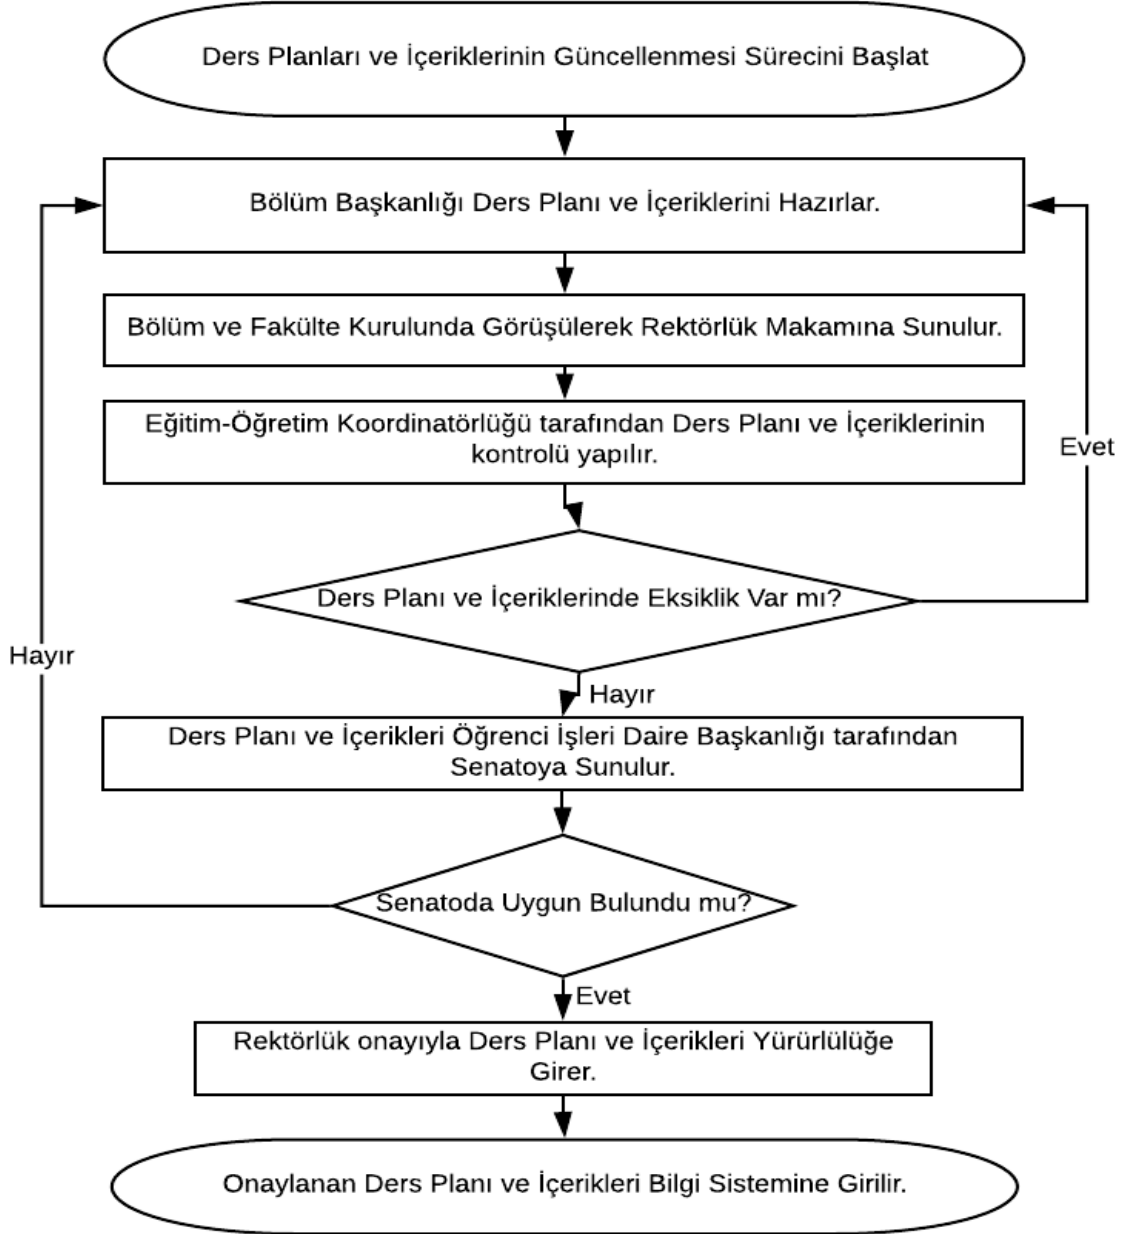 Ders Planları ve İçeriklerinin Güncellenmesi Sürecini Başlat
Bölüm Başkanlığı Ders Planı ve İçeriklerini Hazırlar.
Bölüm ve Fakülte Kurulunda Görüşülerek Rektörlük Makamına Sunulur.
Eğitim-Öğretim Koordinatörlüğü tarafından Ders Planı ve İçeriklerinin
kontrolü yapılır.
Evet
Ders Planı ve İçeriklerinde Eksiklik Var mı?
Hayır
Hayır
Ders Planı ve İçerikleri Öğrenci İşleri Daire Başkanlığı tarafından
Senatoya Sunulur.
Senatoda Uygun Bulundu mu?
Evet
Rektörlük onayıyla Ders Planı ve İçerikleri Yürürlülüğe
Girer.
Onaylanan Ders Planı ve İçerikleri Bilgi Sistemine Girilir.